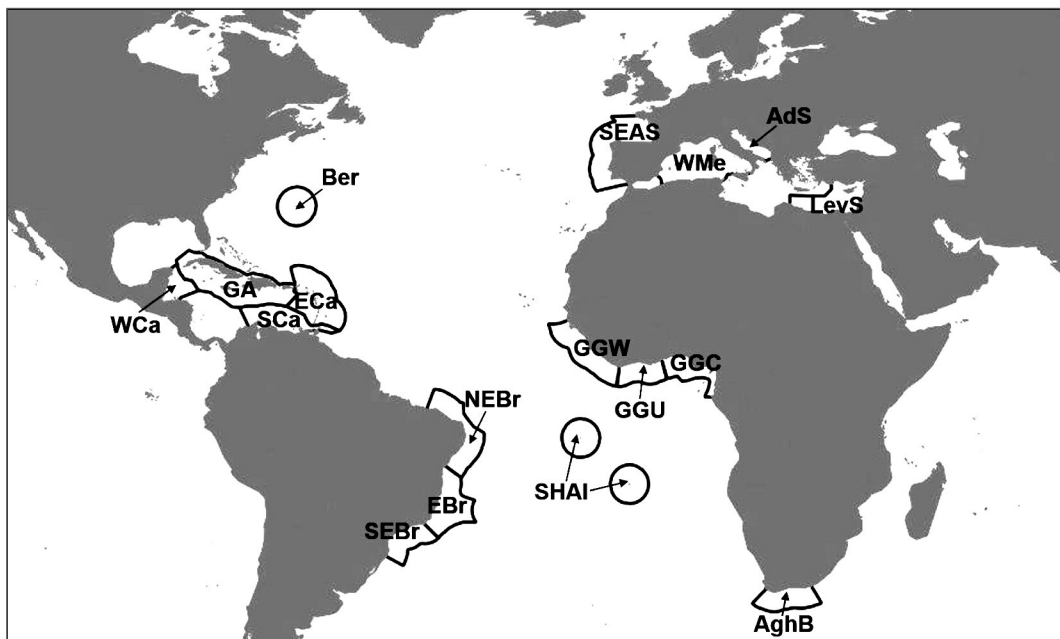 AdS
SEAS
WMe
Ber
LevS
GA
ECa
WCa
SCa
GGW
GGC
NEBr
GGU
SHAI
EBr
SEBr
AghB